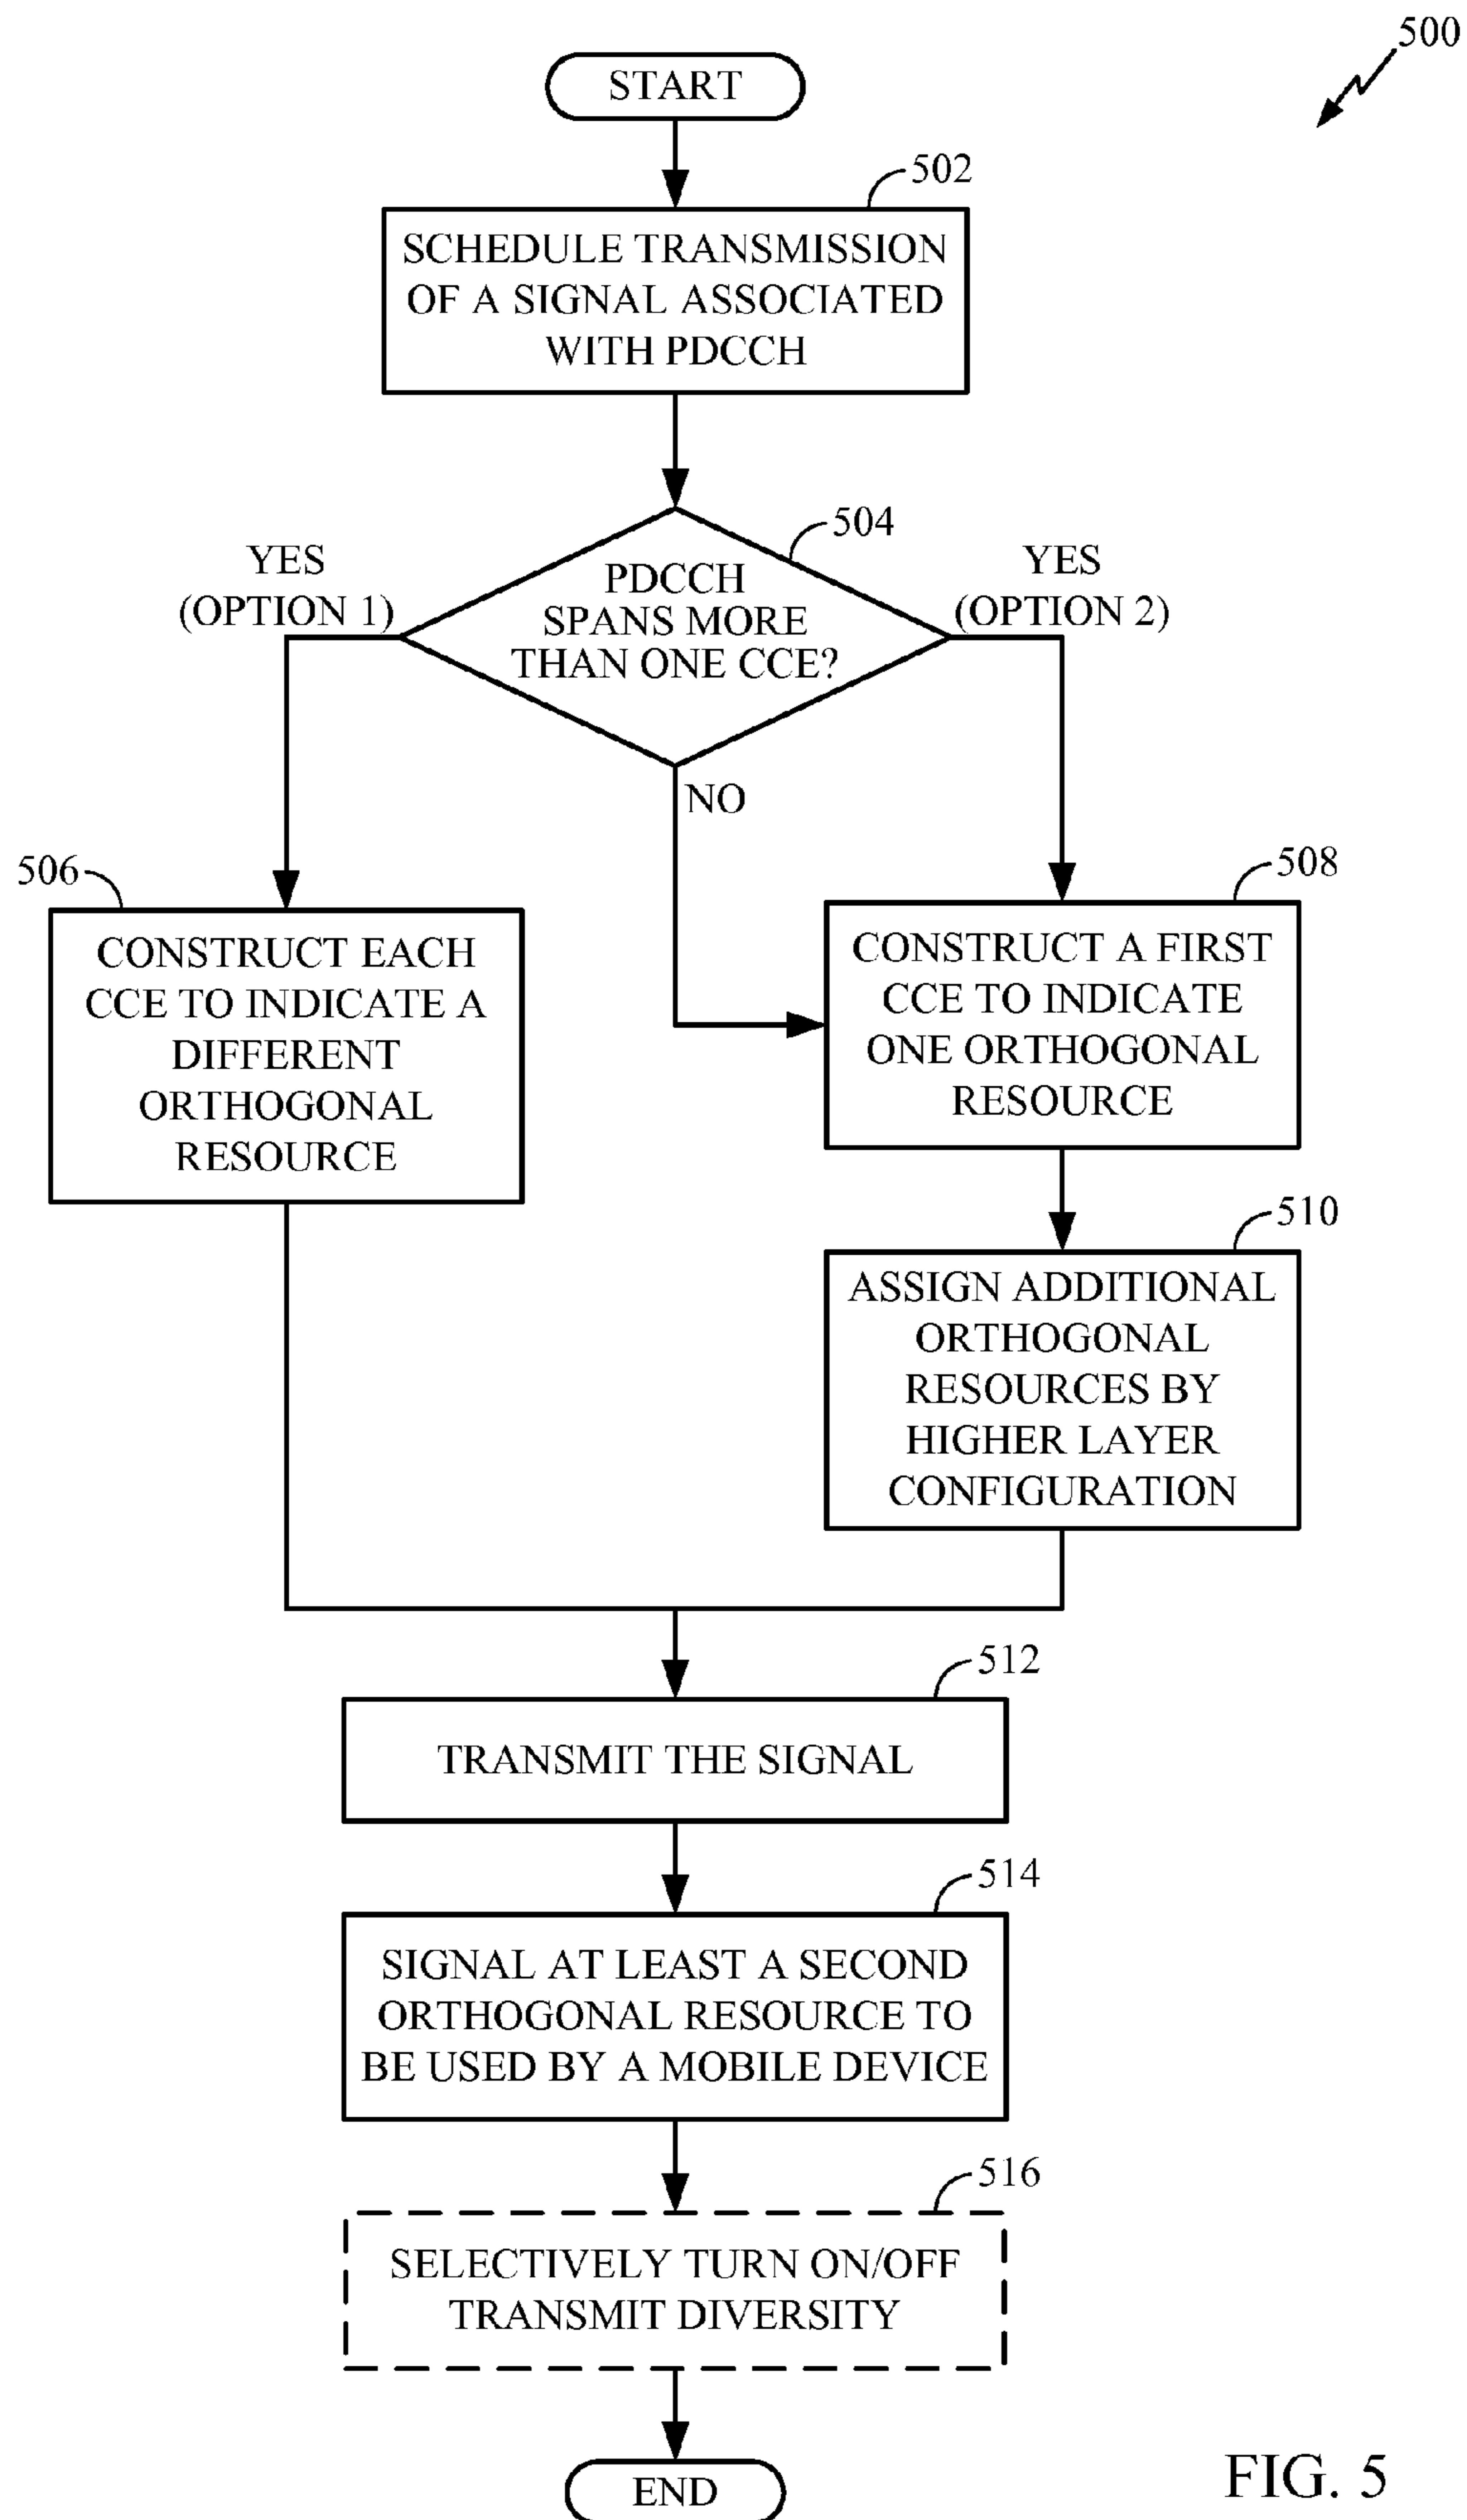 500
START
502
SCHEDULE TRANSMISSION
OF A SIGNAL ASSOCIATED
WITH PDCCH
504
YES
(OPTION 1)
PDCCH
SPANS MORE
THAN ONE CCE?
YES
(OPTION 2)
NO
506
CONSTRUCT EACH
CCE TO INDICATE A
DIFFERENT
ORTHOGONAL
RESOURCE
508
CONSTRUCT A FIRST
CCE TO INDICATE
ONE ORTHOGONAL
RESOURCE
510
ASSIGN ADDITIONAL
ORTHOGONAL
RESOURCES BY
HIGHER LAYER
CONFIGURATION
512
TRANSMIT THE SIGNAL
514
SIGNAL AT LEAST A SECOND
ORTHOGONAL RESOURCE TO
BE USED BY A MOBILE DEVICE
516
SELECTIVELY TURN ON/OFF
TRANSMIT DIVERSITY
END
FIG. 5